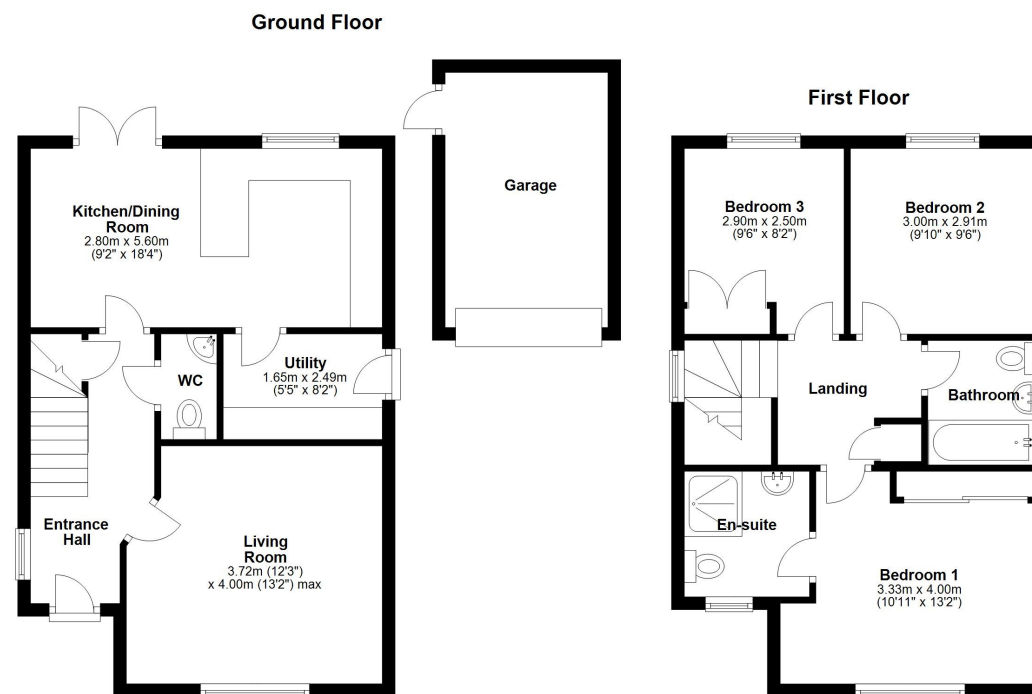 Ground Floor
Kitchen/Dining
Room
2.80m x 5.60m
(9'2" x 18'4")
WC
Utility
1.65m x 2.49m
(5'5" x 8'2")
Entrance
Hall
Living
Room
3.72m (12'3")
x 4.00m (13'2") max
Garage
First Floor
Bedroom 3
2.90m x 2.50m
(9'6" x 8'2")
Bedroom 2
3.00m x 2.91m
(9'10" x 9'6")
Landing
Bathroom
En-suite
Bedroom 1
3.33m x 4.00m
(10'11" x 13'2")